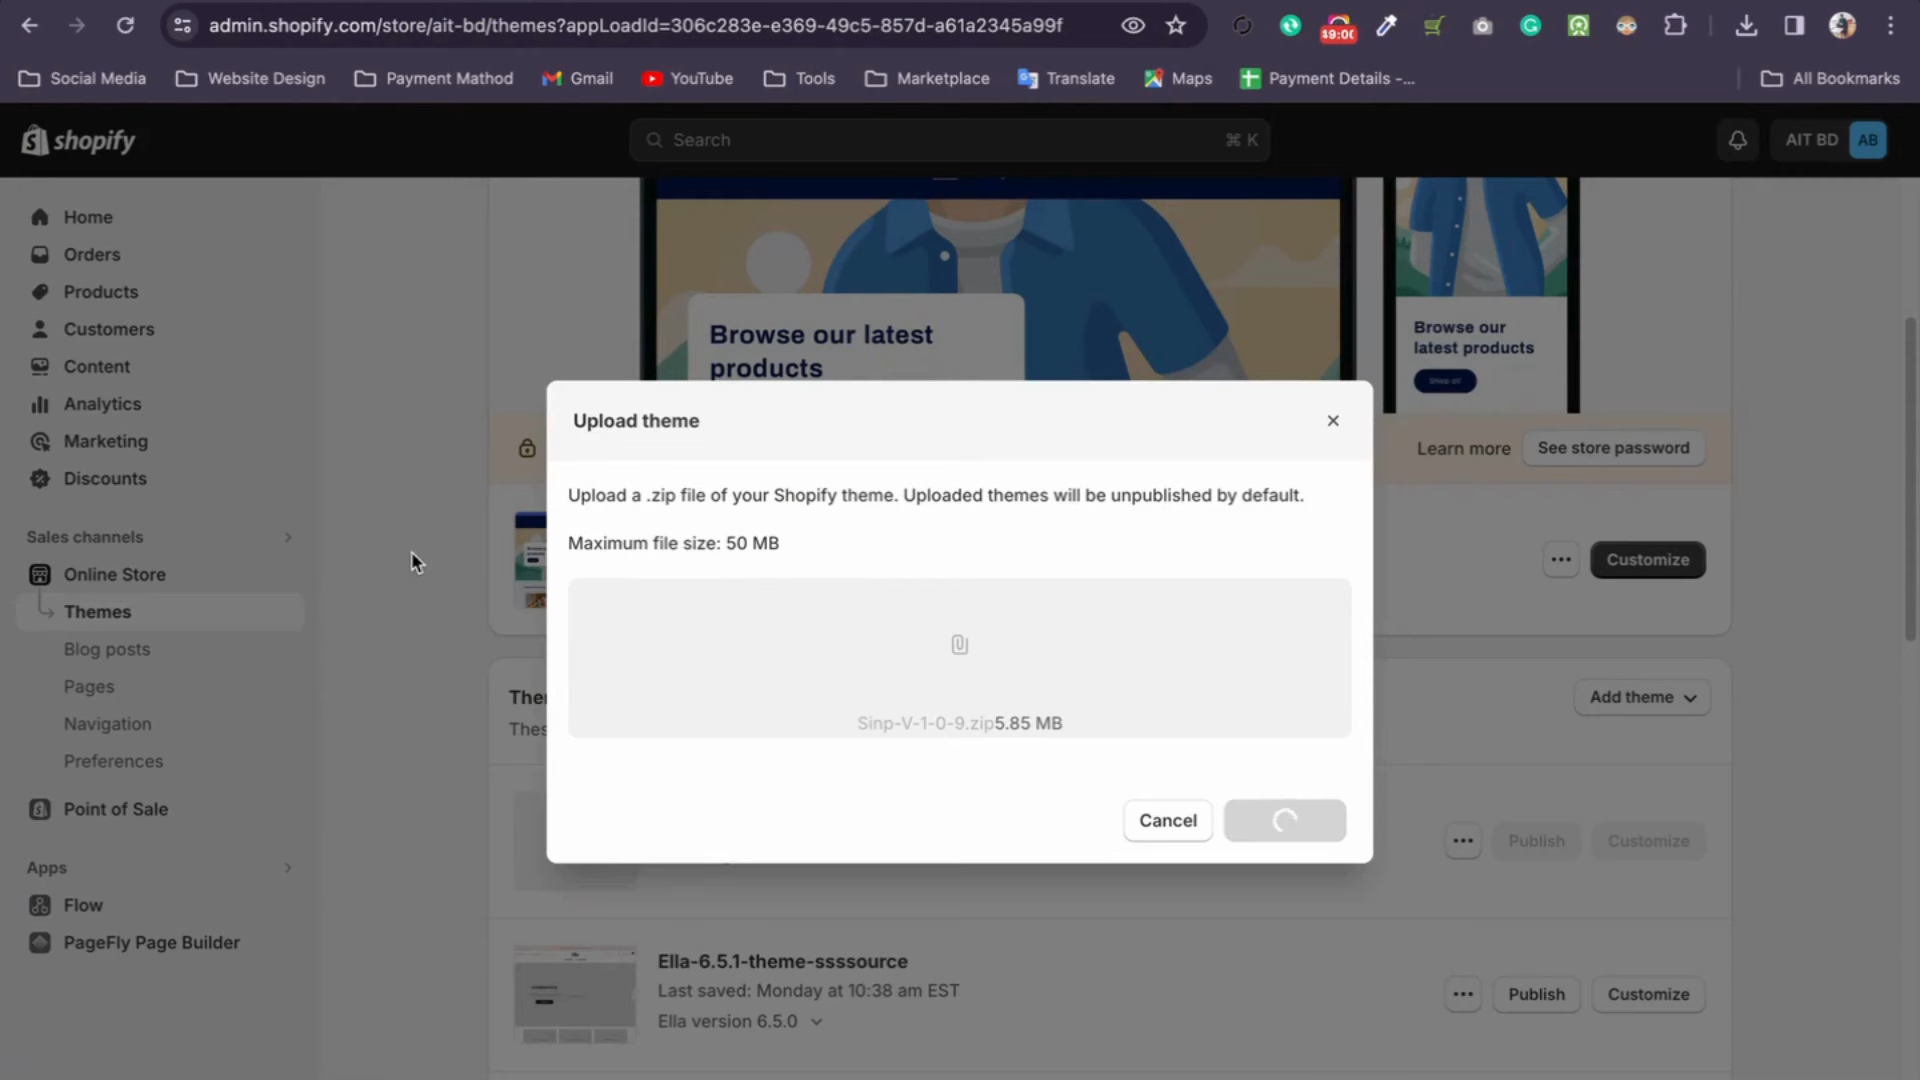 admin.shopify.com/store/ait-bd/themes?appLoadId=306c283e-e369-49c5-857d-a61a2345a99f
49:00
Social Media
Website Design
Payment Mathod
Gmail
YouTube
Tools
Marketplace
Translate
Maps
Payment Details -...
All Bookmarks
shopify
Search
⌘ K
AIT BD
AB
Home
Orders
Products
Customers
Content
Analytics
Marketing
Discounts
Sales channels
Online Store
Themes
Blog posts
Pages
Navigation
Preferences
Point of Sale
Apps
Flow
PageFly Page Builder
Browse our latest
products
Browse our
latest products
Shop all
Learn more
See store password
Customize
Upload theme
Upload a .zip file of your Shopify theme. Uploaded themes will be unpublished by default.
Maximum file size: 50 MB
Sinp-V-1-0-9.zip5.85 MB
Cancel
Add theme
Publish
Customize
Ella-6.5.1-theme-ssssource
Last saved: Monday at 10:38 am EST
Ella version 6.5.0
Publish
Customize